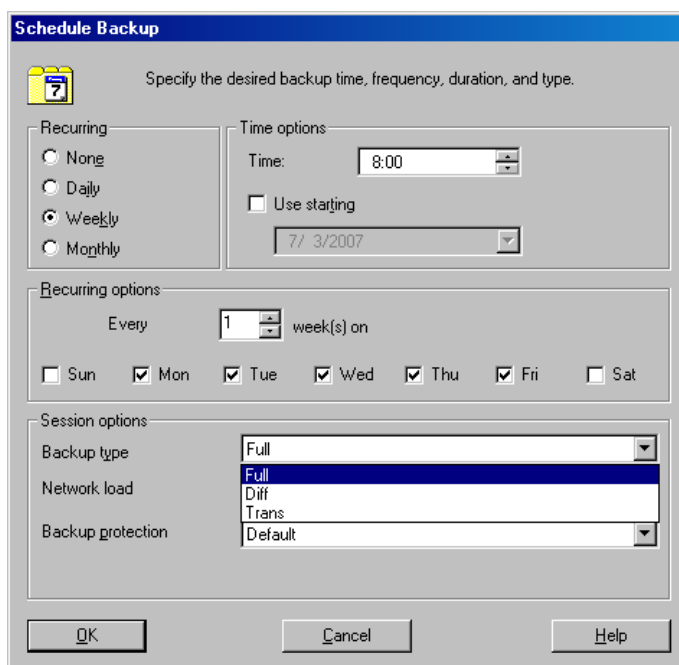 Schedule Backup
7
Specify the desired backup time, frequency, duration, and type.
Recurring
None
Daily
Weekly
Monthly
Time options
Time: 8:00
Use starting
7/ 3/2007
Recurring options
Every 1 week(s) on
Sun Mon Tue Wed Thu Fri Sat
Session options
Backup type Full
Full
Network load
Diff
Trans
Backup protection Default
OK Cancel Help